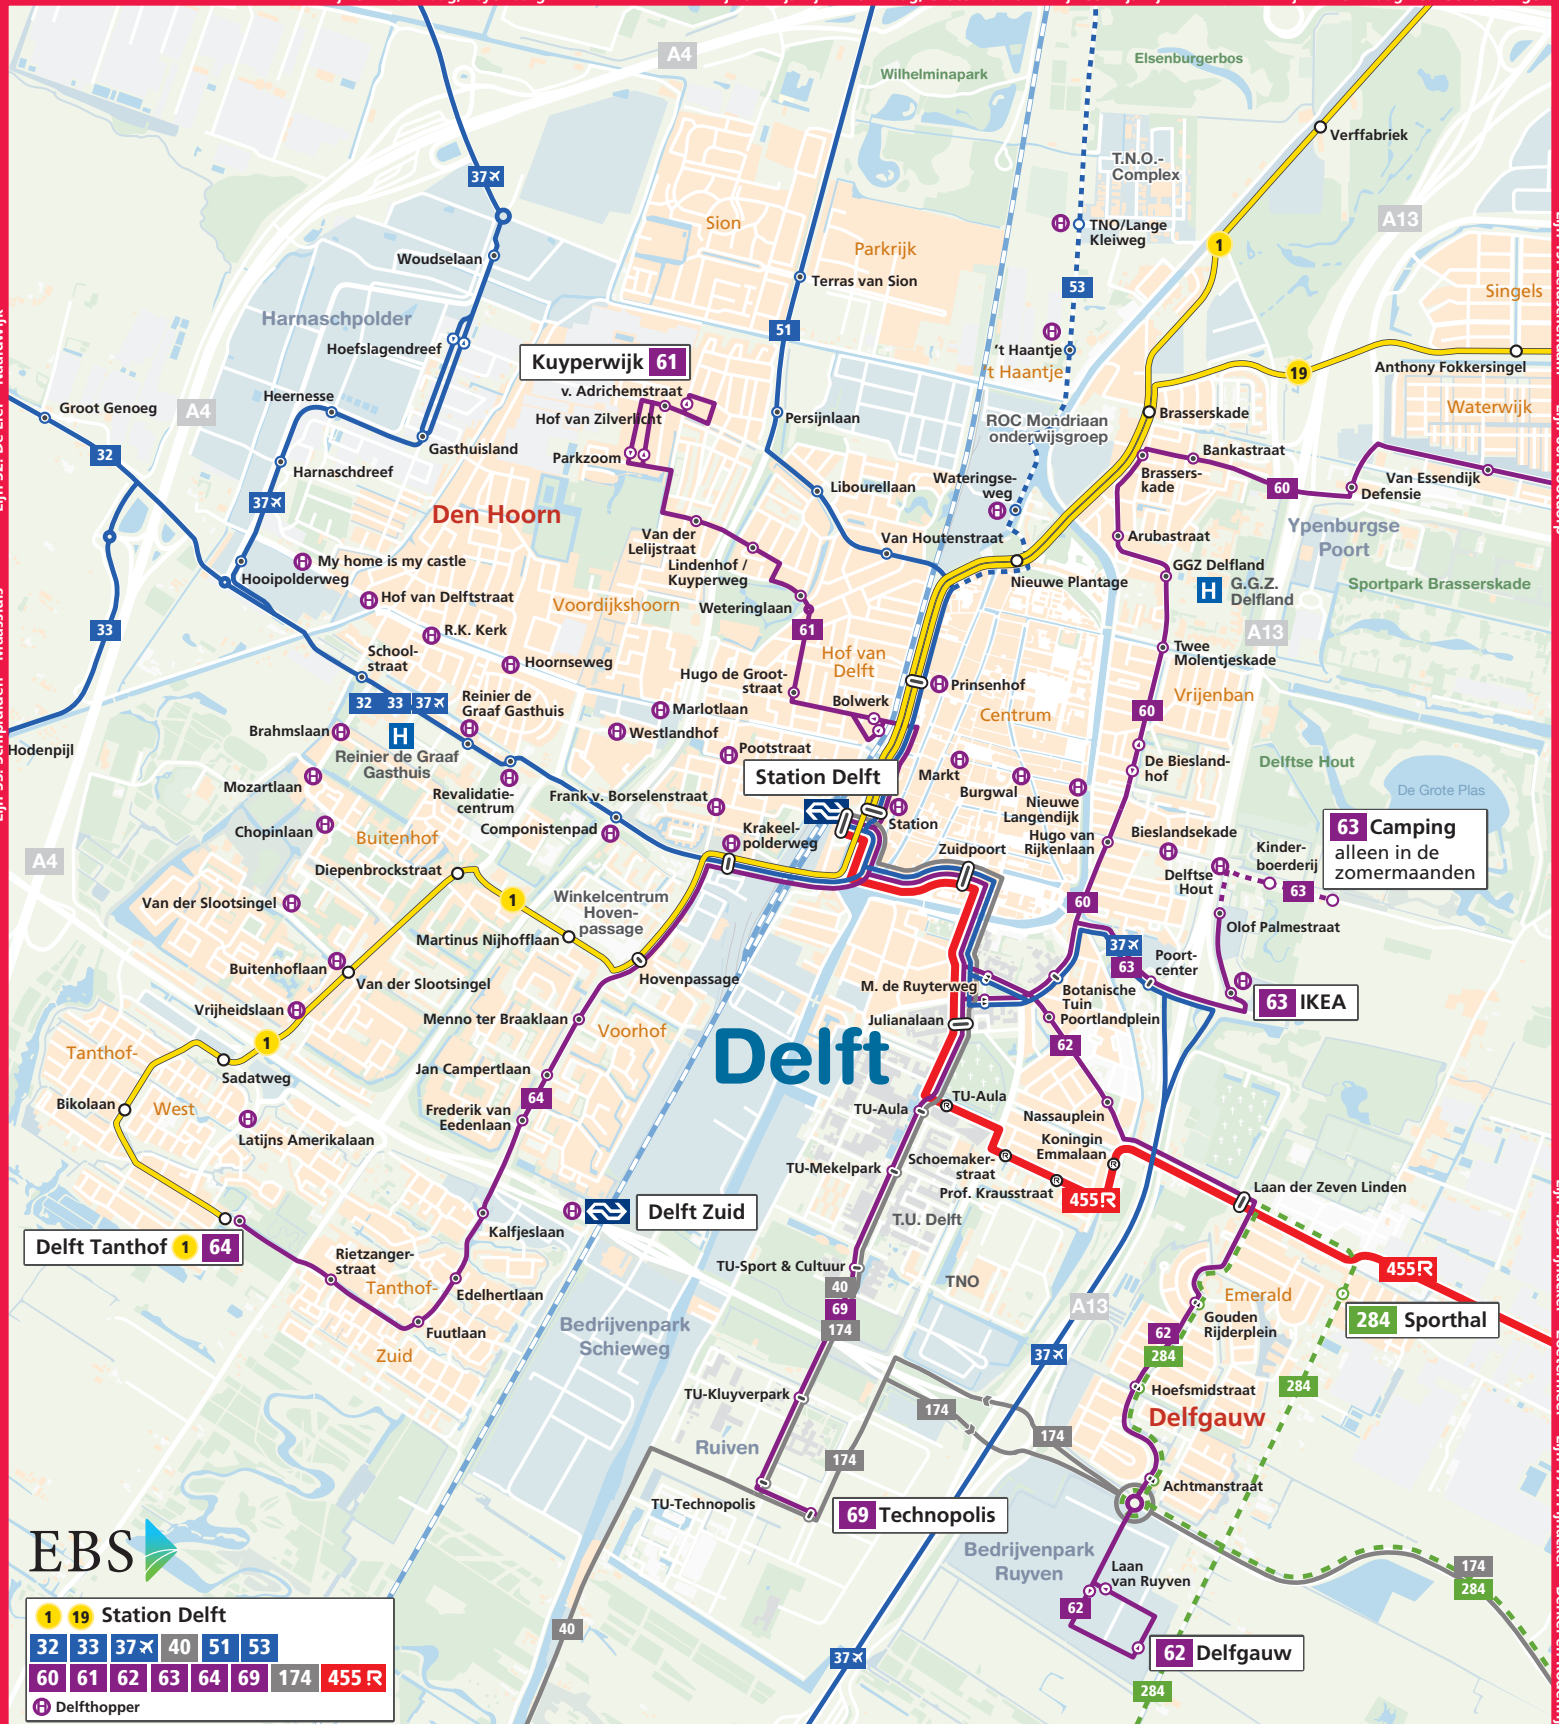 A4
Wilhelminapark
Elsenburgerbos
Verffabriek
T.N.O.-
Complex
37
Sion
Parkrijk
TNO/Lange
Kleiweg
A13
1
Woudselaan
Terras van Sion
53
Singels
Harnaschpolder
51
Hoefslagendreef
't Haantje
't Haantje
Kuyperwijk 61
19
Anthony Fokkersingel
v. Adrichemstraat
Heernesse
Groot Genoeg
A4
Hof van Zilverlicht
Persijnlaan
ROC Mondriaan
onderwijsgroep
Brasserskade
Waterwijk
Gasthuisland
32
Parkzoom
Bankastraat
Brassers-
kade
Harnaschdreef
Wateringse-
weg
Van Essendijk
60
Defensie
Libourellaan
37
Den Hoorn
Van der
Lelijstraat
Van Houtenstraat
Arubastraat
Ypenburgse
Poort
My home is my castle
Lindenhof /
Kuyperweg
GGZ Delfland
Hooipolderweg
Nieuwe Plantage
G.G.Z.
Delfland
Sportpark Brasserskade
Hof van Delftstraat
Voordijkshoorn
Weteringlaan
33
R.K. Kerk
61
A13
School-
straat
Hoornseweg
Hof van
Delft
Twee
Molentjeskade
Hugo de Groot-
straat
Prinsenhof
Vrijenban
32 33 37
Reinier de
Graaf Gasthuis
Bolwerk
Marlotlaan
Centrum
60
Brahmslaan
Westlandhof
Hodenpijl
Reinier de Graaf
Gasthuis
Pootstraat
De Biesland-
hof
Delftse Hout
Station Delft
Markt
Mozartlaan
Revalidatie-
centrum
Burgwal
De Grote Plas
Frank v. Borselenstraat
Nieuwe
Langendijk
Chopinlaan
Buitenhof
Componistenpad
Krakeel-
polderweg
Station
Hugo van
Rijkenlaan
Bieslandsekade
63 Camping
alleen in de
zomermaanden
A4
Zuidpoort
Kinder-
boerderij
Diepenbrockstraat
Delftse
Hout
63
1
Winkelcentrum
Hoven-
passage
Van der Slootsingel
60
Olof Palmestraat
Martinus Nijhofflaan
37
63
Poort-
center
Buitenhoflaan
Van der Slootsingel
Hovenpassage
M. de Ruyterweg
Botanische
Tuin
63 IKEA
Vrijheidslaan
Menno ter Braaklaan
Voorhof
Julianalaan
Poortlandplein
Delft
Tanthof-
1
62
Sadatweg
Jan Campertlaan
64
TU-Aula
TU-Aula
Bikolaan
West
Frederik van
Eedenlaan
Nassauplein
Latijns Amerikalaan
Koningin
Emmalaan
Schoemaker-
straat
TU-Mekelpark
Prof. Krausstraat
455R
Laan der Zeven Linden
Delft Zuid
T.U. Delft
Kalfjeslaan
Delft Tanthof 1 64
Rietzanger-
straat
TU-Sport & Cultuur
455R
Tanthof-
Edelhertlaan
40
TNO
Emerald
69
A13
Gouden
Rijderplein
284 Sporthal
Fuutlaan
174
Bedrijvenpark
Schieweg
62
Zuid
37
284
284
TU-Kluyverpark
Hoefsmidstraat
174
Delfgauw
174
Ruiven
174
Achtmanstraat
TU-Technopolis
69 Technopolis
EBS
Bedrijvenpark
Ruyven
Laan
van Ruyven
174
284
62
1 19 Station Delft
40
32 33 37 40 51 53
62 Delfgauw
37
60 61 62 63 64 69 174 455R
284
Delfthopper